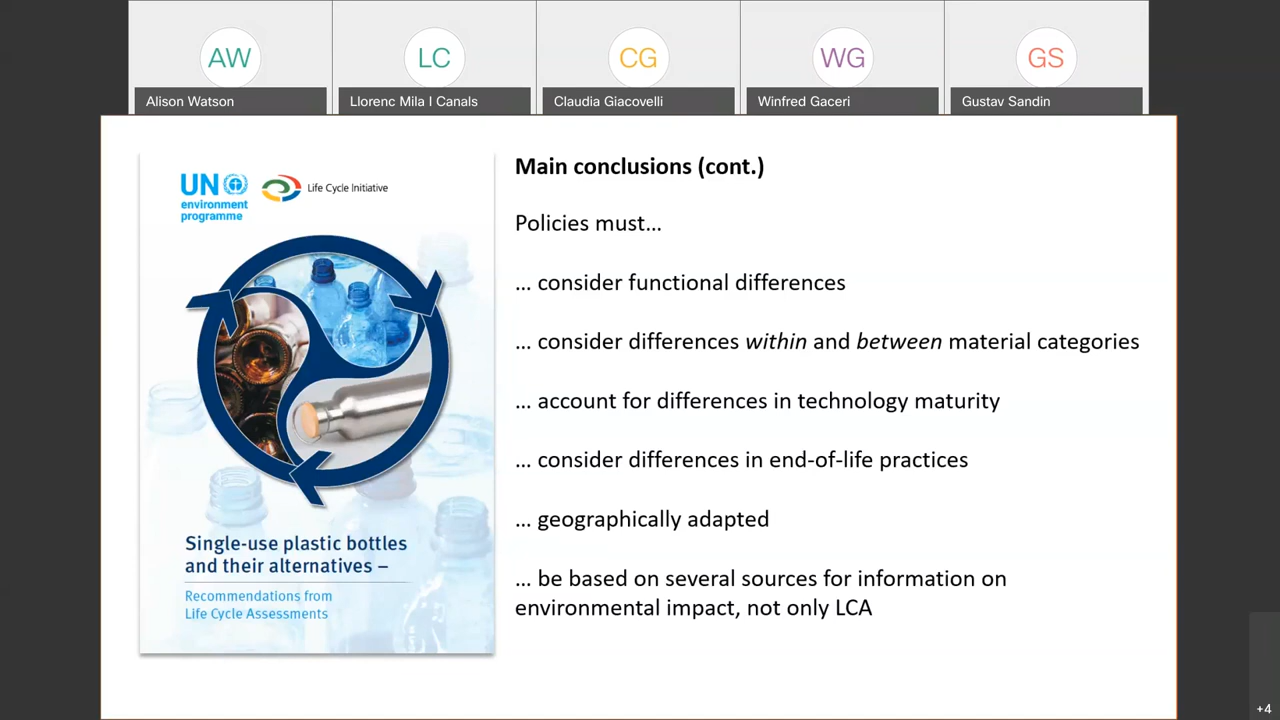 AW
LC
CG
WG
GS
Alison Watson
Llorenc Mila I Canals
Claudia Giacovelli
Winfred Gaceri
Gustav Sandin
UN
environment
programme
Life Cycle Initiative
Single-use plastic bottles
and their alternatives –
Recommendations from
Life Cycle Assessments
Main conclusions (cont.)
Policies must...
... consider functional differences
... consider differences within and between material categories
... account for differences in technology maturity
... consider differences in end-of-life practices
... geographically adapted
... be based on several sources for information on
environmental impact, not only LCA
+4